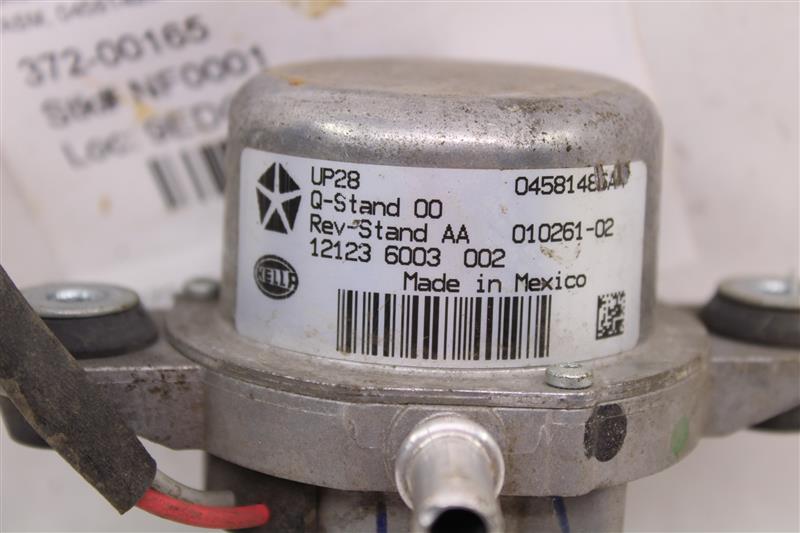 372-00165
Stk# NF0001
UP28
Q-Stand 00
Rev-Stand AA 010261-02
12123 6003 002
HELLA
Made in Mexico